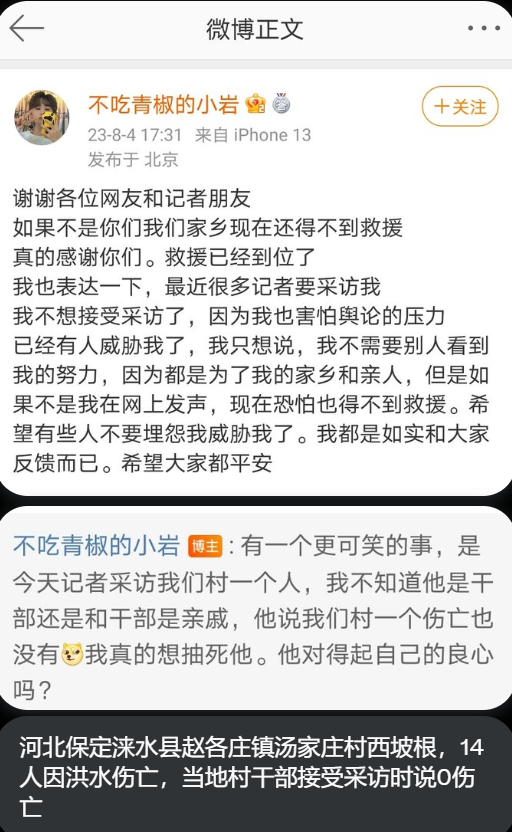 微博正文
不吃青椒的小岩
+关注
23-8-4 17:31 来自 iPhone 13
发布于 北京
谢谢各位网友和记者朋友
如果不是你们我们家乡现在还得不到救援
真的感谢你们。救援已经到位了
我也表达一下，最近很多记者要采访我
我不想接受采访了，因为我也害怕舆论的压力
已经有人威胁我了，我只想说，我不需要别人看到
我的努力，因为都是为了我的家乡和亲人，但是如
果不是我在网上发声，现在恐怕也得不到救援。希
望有些人不要埋怨我威胁我了。我都是如实和大家
反馈而已。希望大家都平安
不吃青椒的小岩 博主 : 有一个更可笑的事，是
今天记者采访我们村一个人，我不知道他是干
部还是和干部是亲戚，他说我们村一个伤亡也
没有我真的想抽死他。他对得起自己的良心
吗？
河北保定涞水县赵各庄镇汤家庄村西坡根，14
人因洪水伤亡，当地村干部接受采访时说0伤
亡